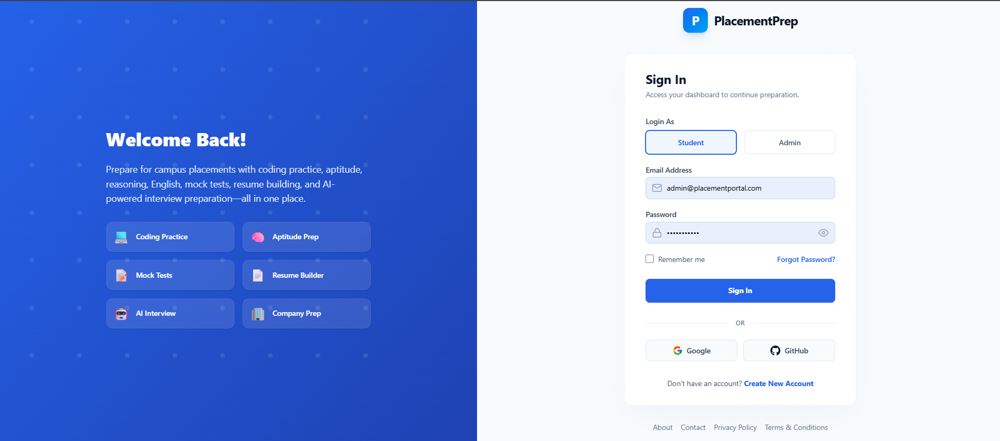 Welcome Back!
Prepare for campus placements with coding practice, aptitude,
reasoning, English, mock tests, resume building, and AI-
powered interview preparation—all in one place.
Coding Practice
Aptitude Prep
Mock Tests
Resume Builder
AI Interview
Company Prep
P PlacementPrep
Sign In
Access your dashboard to continue preparation.
Login As
Student
Admin
Email Address
admin@placementportal.com
Password
•••••••••••
Remember me
Forgot Password?
Sign In
OR
Google
GitHub
Don't have an account? Create New Account
About Contact Privacy Policy Terms & Conditions